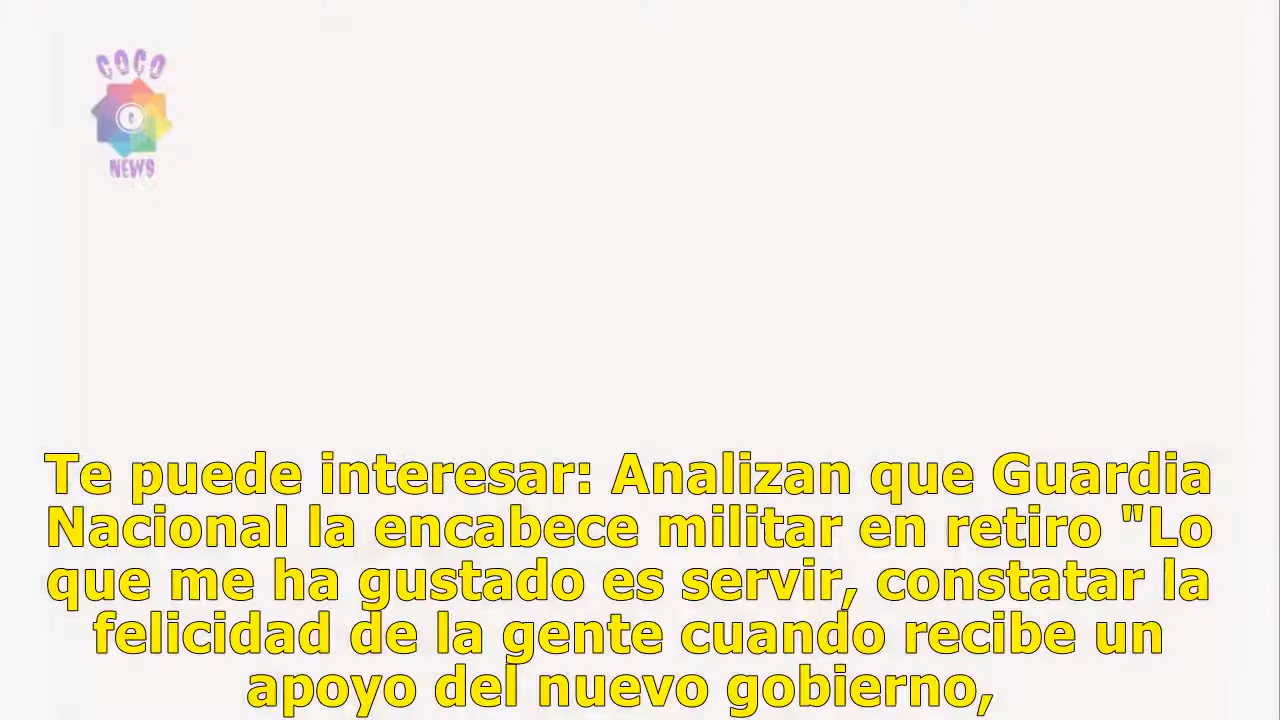 COCO
NEWS
Te puede interesar: Analizan que Guardia
Nacional la encabece militar en retiro "Lo
que me ha gustado es servir, constatar la
felicidad de la gente cuando recibe un
apoyo del nuevo gobierno,